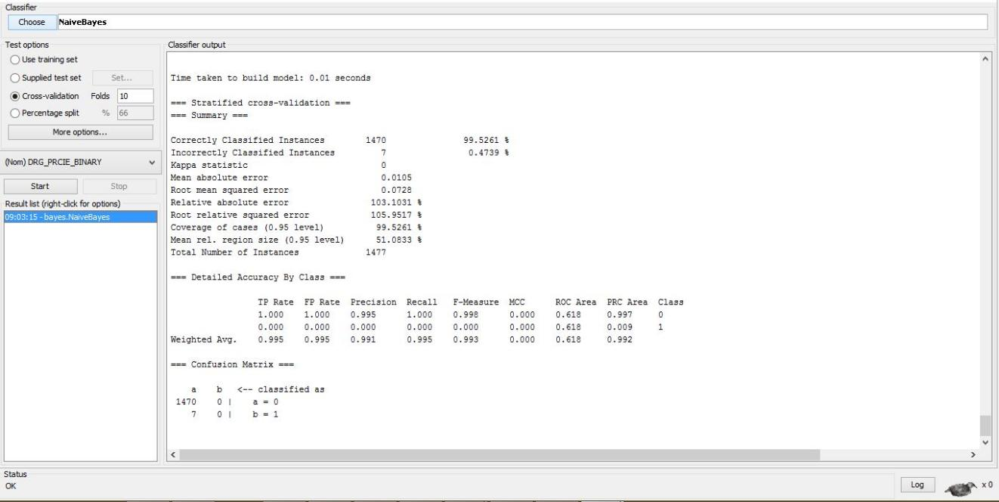 Classifier
Choose NaiveBayes
Test options
Use training set
Supplied test set Set...
Cross-validation Folds 10
Percentage split % 66
More options...
(Nom) DRG_PRCIE_BINARY
Start Stop
Result list (right-click for options)
09:03:15 - bayes.NaiveBayes
Classifier output
Time taken to build model: 0.01 seconds
=== Stratified cross-validation ===
=== Summary ===
Correctly Classified Instances 1470 99.5261 %
Incorrectly Classified Instances 7 0.4739 %
Kappa statistic 0
Mean absolute error 0.0105
Root mean squared error 0.0728
Relative absolute error 103.1031 %
Root relative squared error 105.9517 %
Coverage of cases (0.95 level) 99.5261 %
Mean rel. region size (0.95 level) 51.0833 %
Total Number of Instances 1477
=== Detailed Accuracy By Class ===
TP Rate FP Rate Precision Recall F-Measure MCC ROC Area PRC Area Class
1.000 1.000 0.995 1.000 0.998 0.000 0.618 0.997 0
0.000 0.000 0.000 0.000 0.000 0.000 0.618 0.009 1
Weighted Avg. 0.995 0.995 0.991 0.995 0.993 0.000 0.618 0.992
=== Confusion Matrix ===
a b <-- classified as
1470 0 | a = 0
7 0 | b = 1
Status
OK
Log x 0